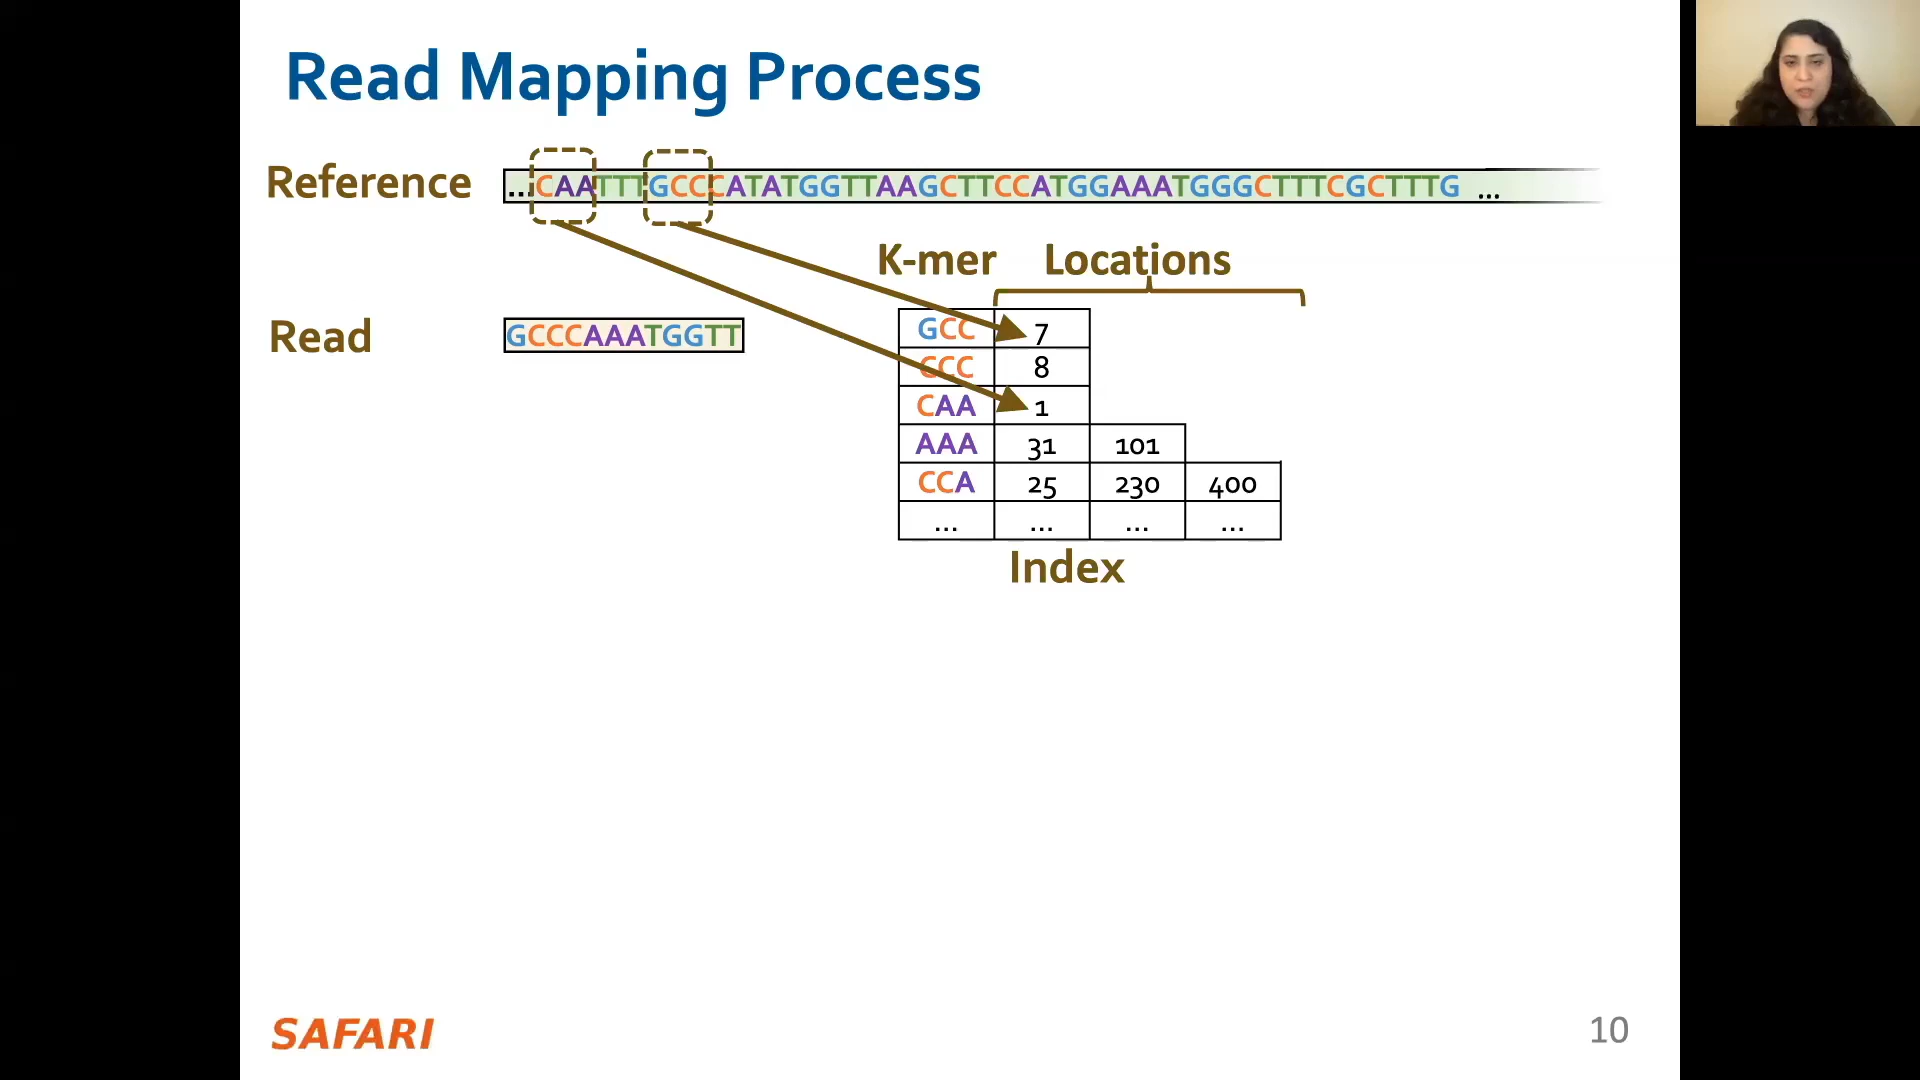 Read Mapping Process
Reference
...CAATTTGCCCATATGGTTAAGCTTCCATGGAAATGGGCTTTCGCTTTG ...
K-mer Locations
Read
GCCCAAATGGTT
GCC 7
CCC 8
CAA 1
AAA 31 101
CCA 25 230 400
... ... ... ...
Index
SAFARI
10